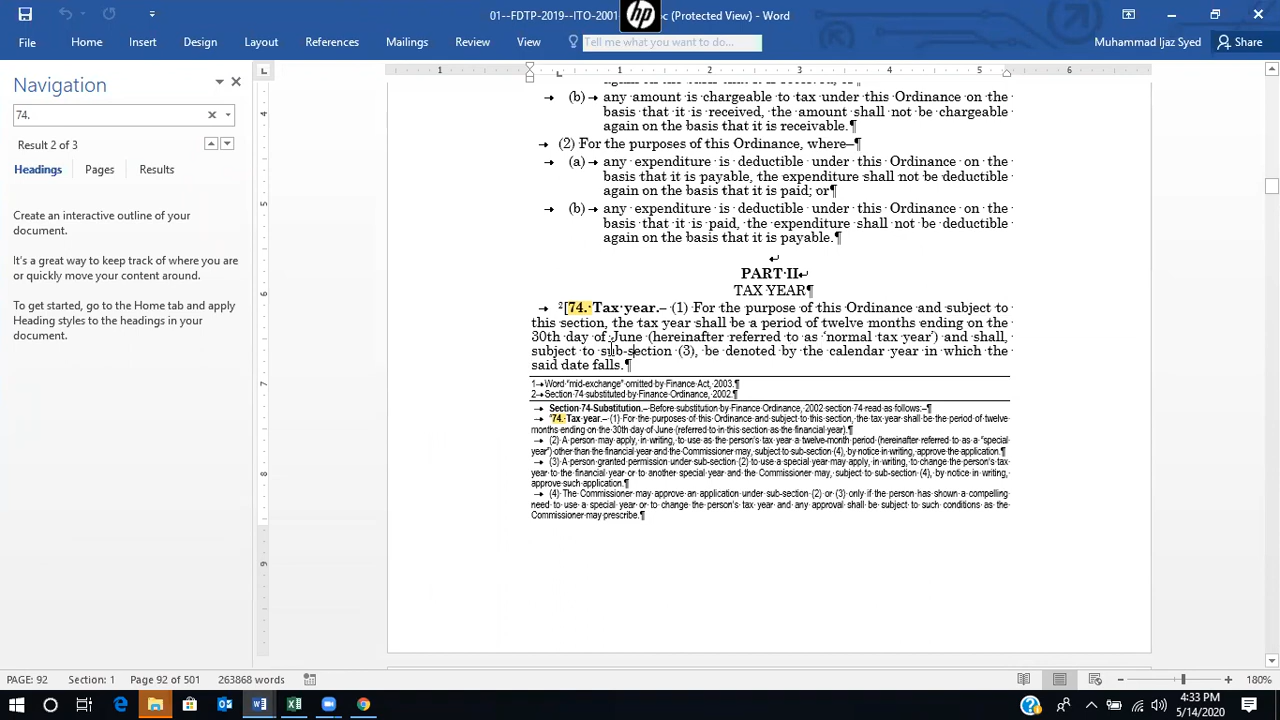 01--FDTP-2019--ITO-2001-
oc (Protected View) - Word
File
Home
Insert
Design
Layout
References
Mailings
Review
View
Tell me what you want to do...
Muhammad Ijaz Syed
Share
Navigation
74.
Result 2 of 3
Headings
Pages
Results
Create an interactive outline of your
document.
It's a great way to keep track of where you are
or quickly move your content around.
To get started, go to the Home tab and apply
Heading styles to the headings in your
document.
(b) any amount is chargeable to tax under this Ordinance on the
basis that it is received, the amount shall not be chargeable
again on the basis that it is receivable.¶
(2) For the purposes of this Ordinance, where–¶
(a) any expenditure is deductible under this Ordinance on the
basis that it is payable, the expenditure shall not be deductible
again on the basis that it is paid; or¶
(b) any expenditure is deductible under this Ordinance on the
basis that it is paid, the expenditure shall not be deductible
again on the basis that it is payable.¶
PART II
TAX YEAR¶
2[74. Tax year.– (1) For the purpose of this Ordinance and subject to
this section, the tax year shall be a period of twelve months ending on the
30th day of June (hereinafter referred to as ‘normal tax year’) and shall,
subject to sub-section (3), be denoted by the calendar year in which the
said date falls.¶
1 Word “mid-exchange” omitted by Finance Act, 2003.¶
2 Section 74 substituted by Finance Ordinance, 2002.¶
Section 74-Substitution.– Before substitution by Finance Ordinance, 2002 section 74 read as follows:–¶
“74. Tax year.– (1) For the purposes of this Ordinance and subject to this section, the tax year shall be the period of twelve
months ending on the 30th day of June (referred to in this section as the financial year).¶
(2) A person may apply, in writing, to use as the person's tax year a twelve-month period (hereinafter referred to as a “special
year”) other than the financial year and the Commissioner may, subject to sub-section (4), by notice in writing, approve the application.¶
(3) A person granted permission under sub-section (2) to use a special year may apply, in writing, to change the person's tax
year to the financial year or to another special year and the Commissioner may, subject to sub-section (4), by notice in writing,
approve such application.¶
(4) The Commissioner may approve an application under sub-section (2) or (3) only if the person has shown a compelling
need to use a special year or to change the person's tax year and any approval shall be subject to such conditions as the
Commissioner may prescribe.¶
PAGE: 92
Section: 1
Page 92 of 501
263868 words
180%
4:33 PM
5/14/2020